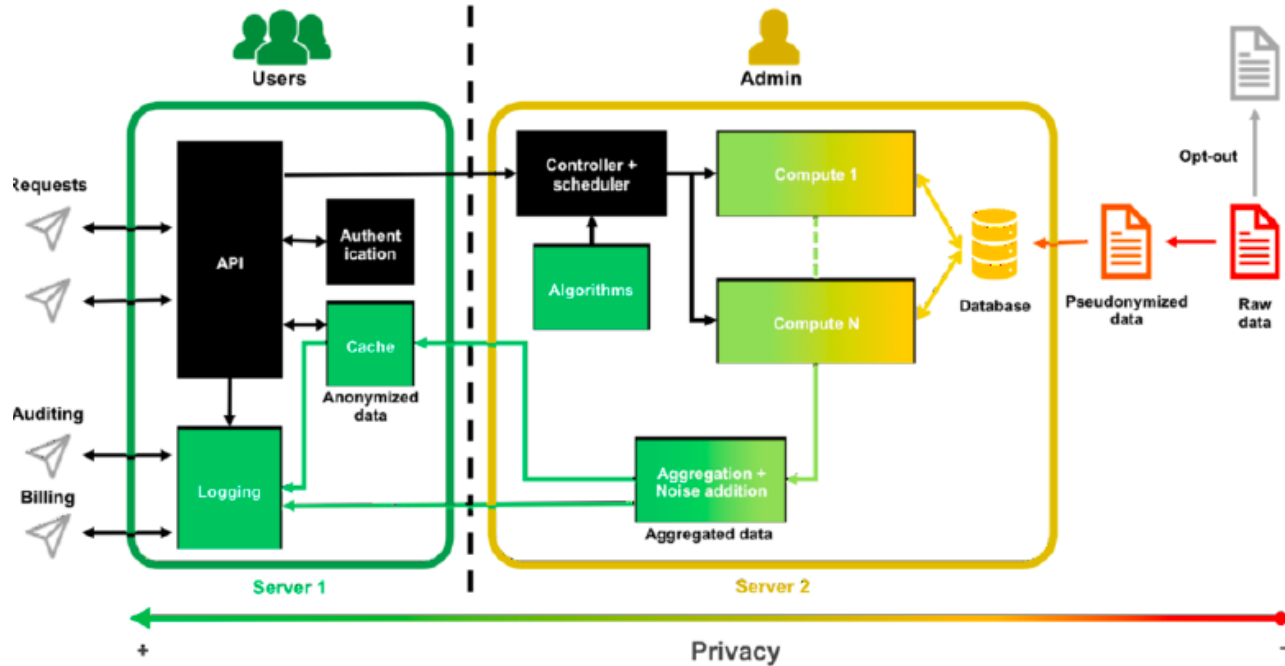 Users
Admin
Opt-out
Requests
API
Authent
ication
Controller +
scheduler
Compute 1
Algorithms
Compute N
Database
Pseudonymized
data
Raw
data
Cache
Anonymized
data
Auditing
Billing
Logging
Aggregation +
Noise addition
Aggregated data
Server 1
Server 2
+
Privacy
-